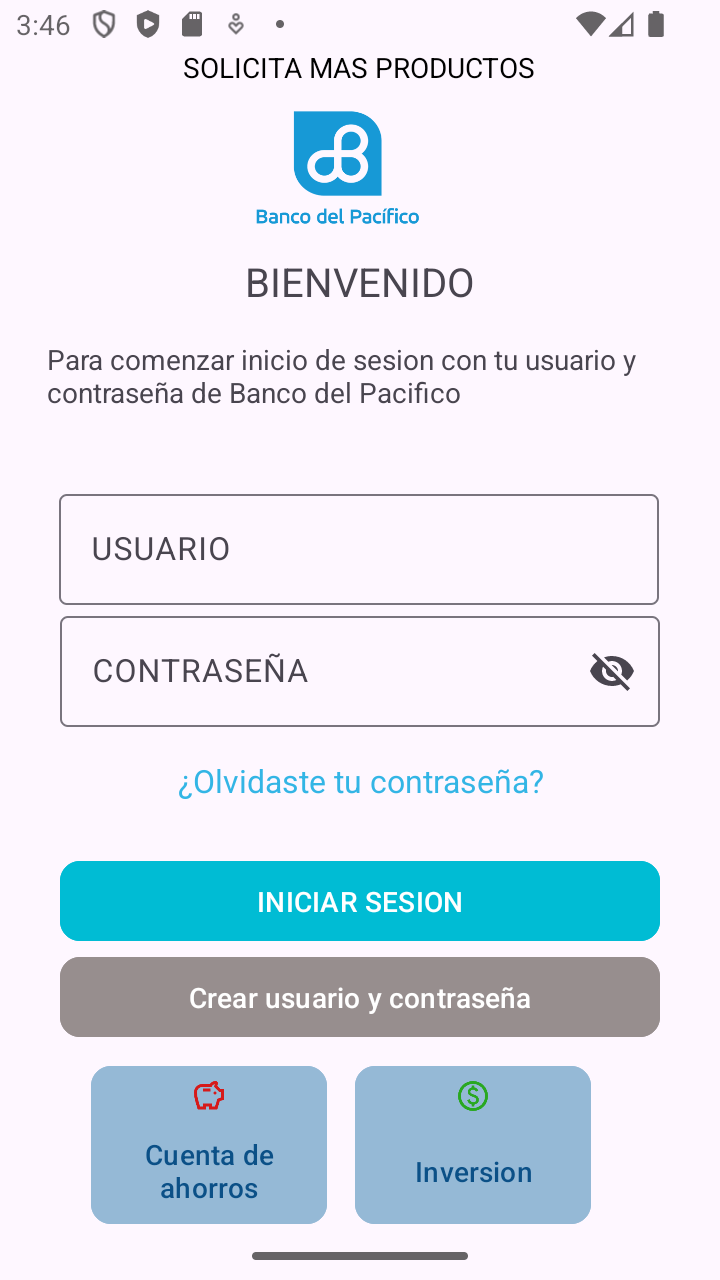 3:46
SOLICITA MAS PRODUCTOS
Banco del Pacífico
BIENVENIDO
Para comenzar inicio de sesion con tu usuario y
contraseña de Banco del Pacifico
USUARIO
CONTRASEÑA
¿Olvidaste tu contraseña?
INICIAR SESION
Crear usuario y contraseña
Cuenta de
ahorros
Inversion